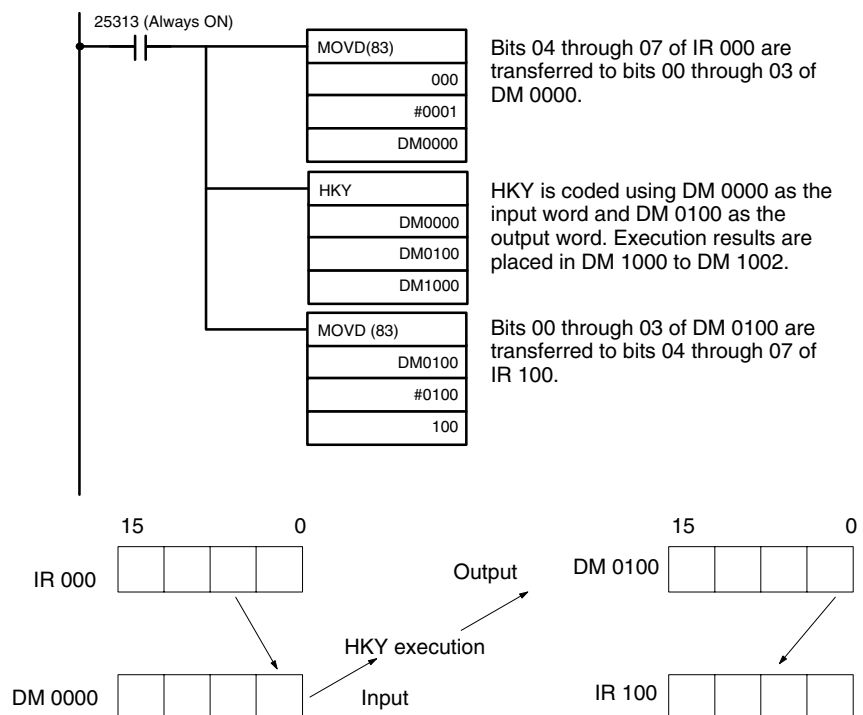 25313 (Always ON)
MOVD(83)
000
#0001
DM0000
Bits 04 through 07 of IR 000 are
transferred to bits 00 through 03 of
DM 0000.
HKY
DM0000
DM0100
DM1000
HKY is coded using DM 0000 as the
input word and DM 0100 as the
output word. Execution results are
placed in DM 1000 to DM 1002.
MOVD (83)
DM0100
#0100
100
Bits 00 through 03 of DM 0100 are
transferred to bits 04 through 07 of
IR 100.
15 0
IR 000
Output
15 0
DM 0100
HKY execution
DM 0000
Input
IR 100